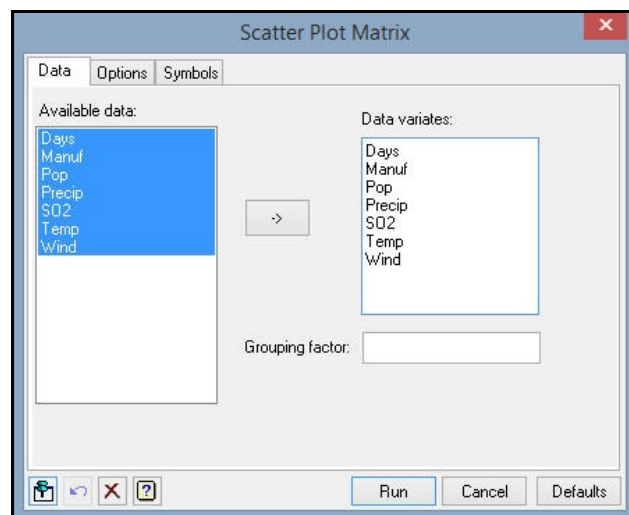 Scatter Plot Matrix
Data
Options
Symbols
Available data:
Days
Manuf
Pop
Precip
SO2
Temp
Wind
->
Data variates:
Days
Manuf
Pop
Precip
SO2
Temp
Wind
Grouping factor:
Run
Cancel
Defaults